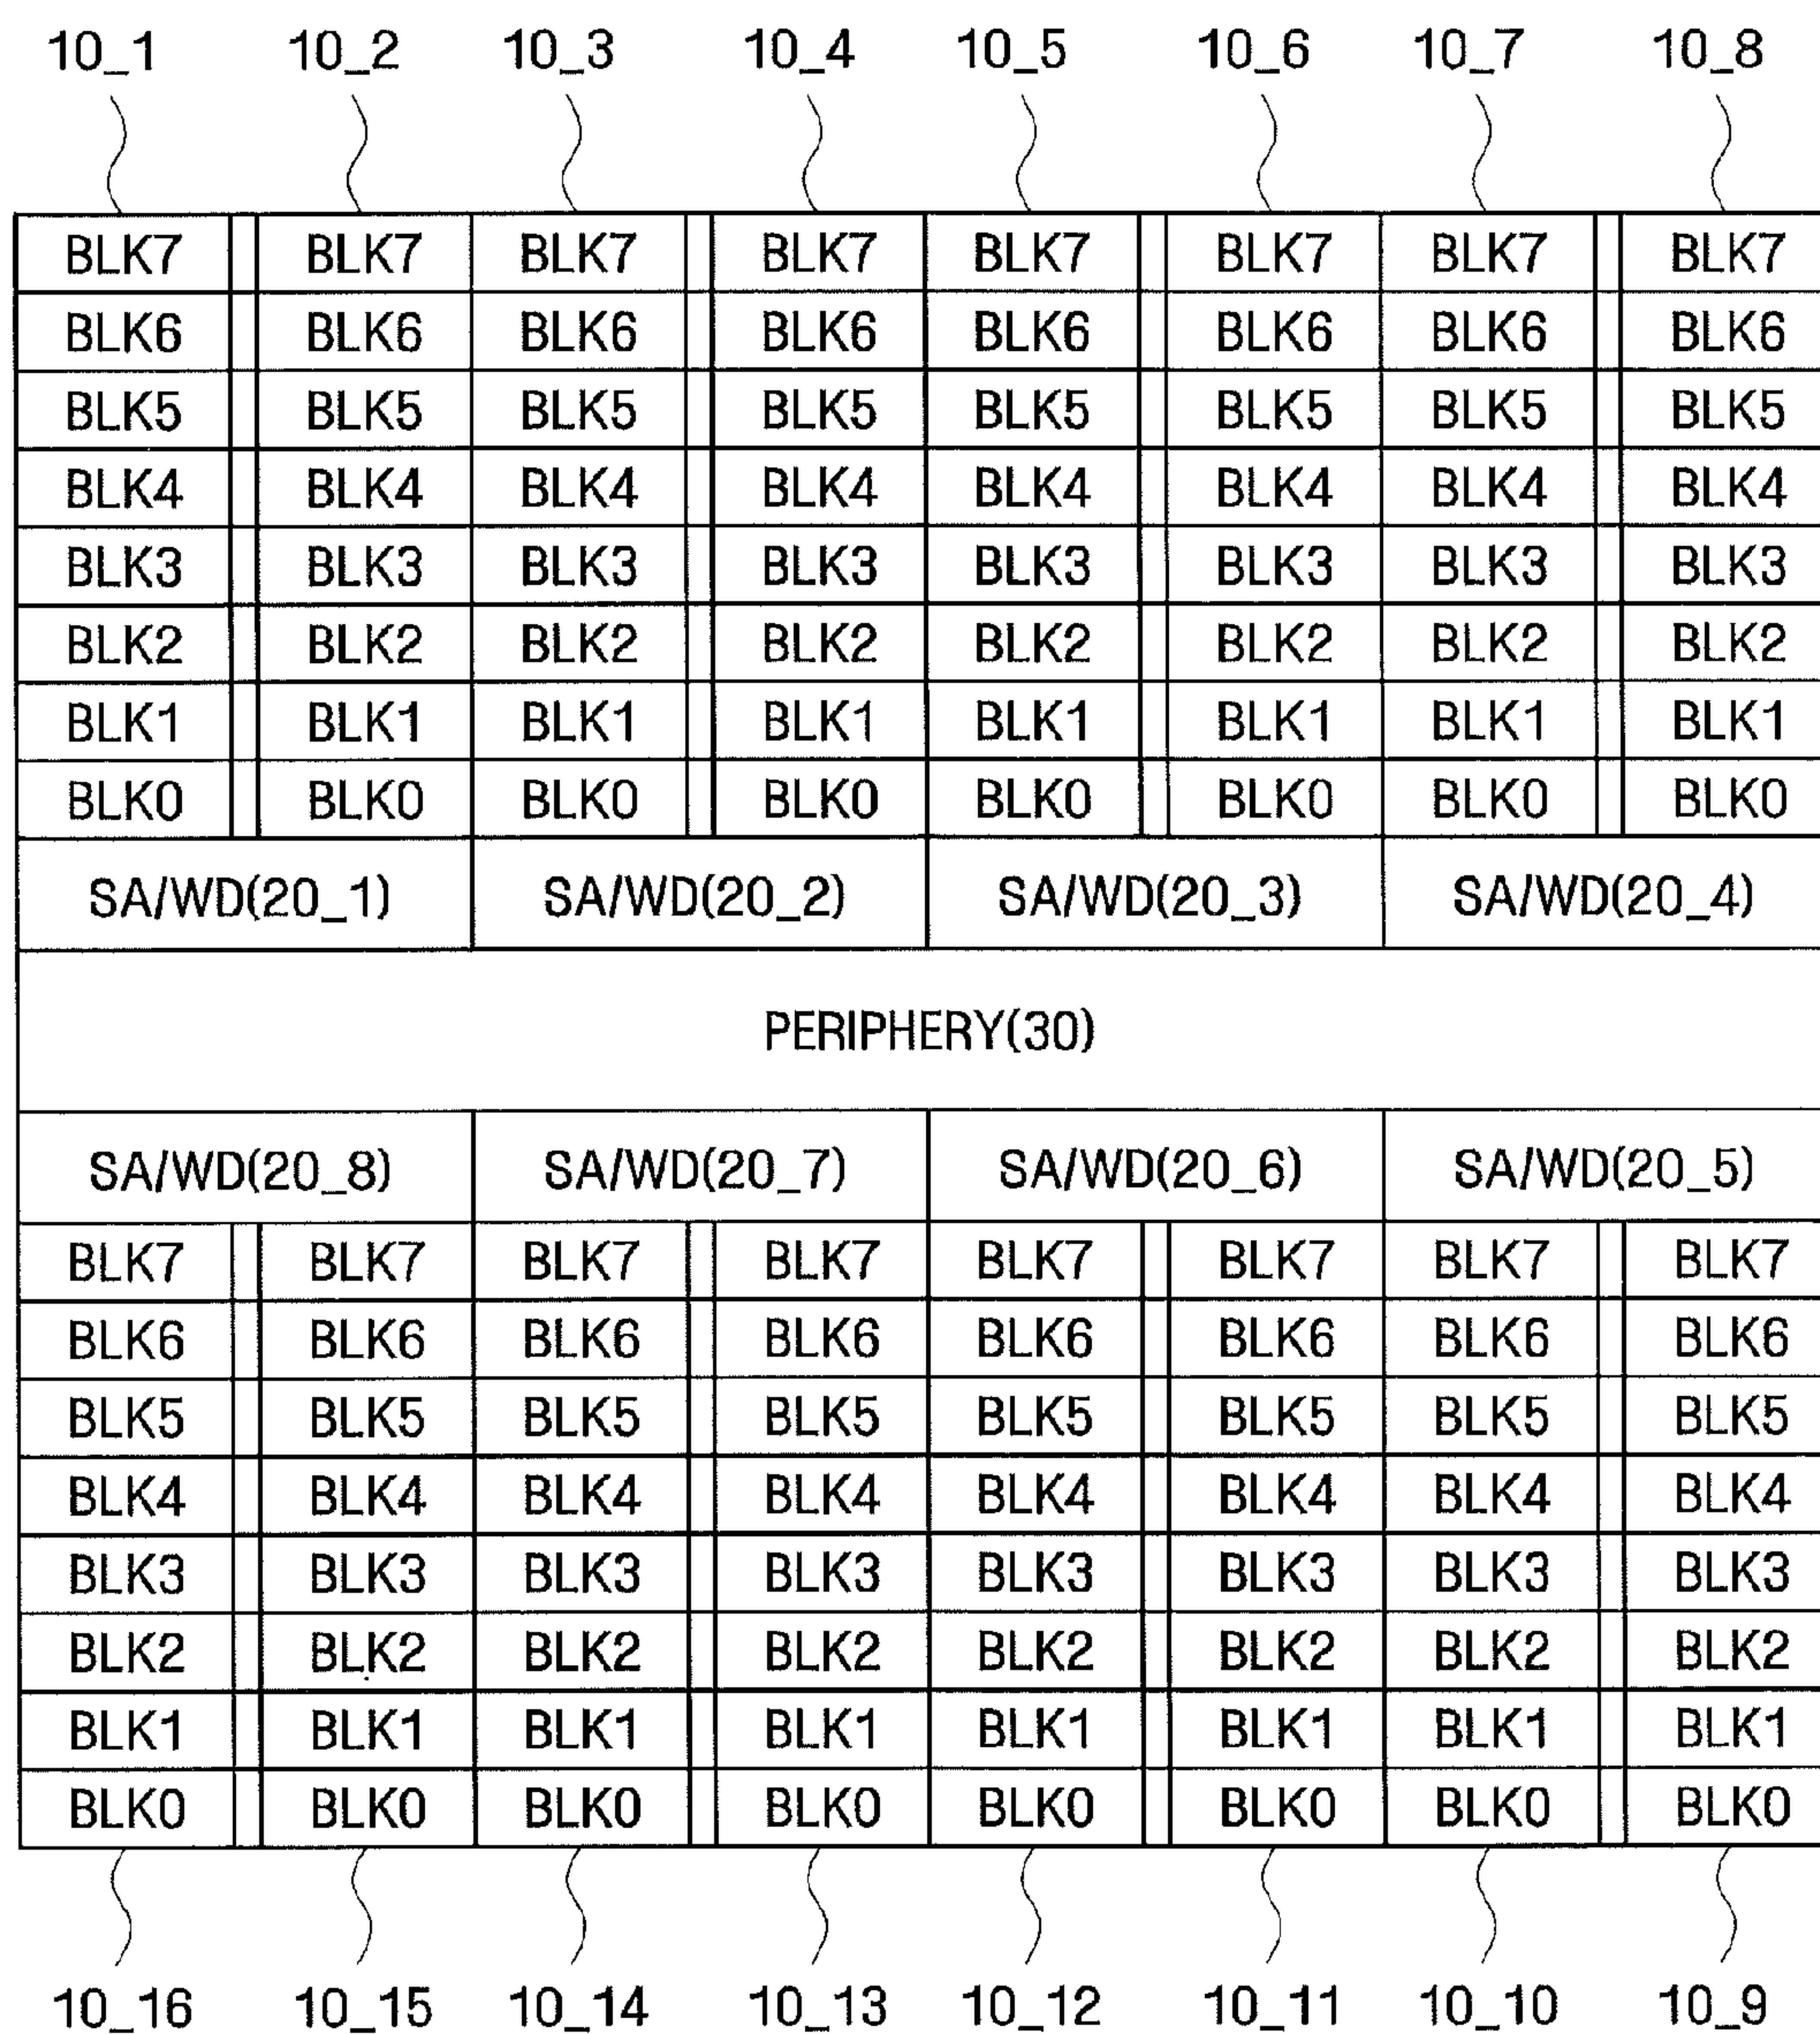 10_1 10_2 10_3 10_4 10_5 10_6 10_7 10_8
BLK7 BLK7 BLK7 BLK7 BLK7 BLK7 BLK7 BLK7
BLK6 BLK6 BLK6 BLK6 BLK6 BLK6 BLK6 BLK6
BLK5 BLK5 BLK5 BLK5 BLK5 BLK5 BLK5 BLK5
BLK4 BLK4 BLK4 BLK4 BLK4 BLK4 BLK4 BLK4
BLK3 BLK3 BLK3 BLK3 BLK3 BLK3 BLK3 BLK3
BLK2 BLK2 BLK2 BLK2 BLK2 BLK2 BLK2 BLK2
BLK1 BLK1 BLK1 BLK1 BLK1 BLK1 BLK1 BLK1
BLK0 BLK0 BLK0 BLK0 BLK0 BLK0 BLK0 BLK0
SA/WD(20_1) SA/WD(20_2) SA/WD(20_3) SA/WD(20_4)
PERIPHERY(30)
SA/WD(20_8) SA/WD(20_7) SA/WD(20_6) SA/WD(20_5)
BLK7 BLK7 BLK7 BLK7 BLK7 BLK7 BLK7 BLK7
BLK6 BLK6 BLK6 BLK6 BLK6 BLK6 BLK6 BLK6
BLK5 BLK5 BLK5 BLK5 BLK5 BLK5 BLK5 BLK5
BLK4 BLK4 BLK4 BLK4 BLK4 BLK4 BLK4 BLK4
BLK3 BLK3 BLK3 BLK3 BLK3 BLK3 BLK3 BLK3
BLK2 BLK2 BLK2 BLK2 BLK2 BLK2 BLK2 BLK2
BLK1 BLK1 BLK1 BLK1 BLK1 BLK1 BLK1 BLK1
BLK0 BLK0 BLK0 BLK0 BLK0 BLK0 BLK0 BLK0
10_16 10_15 10_14 10_13 10_12 10_11 10_10 10_9